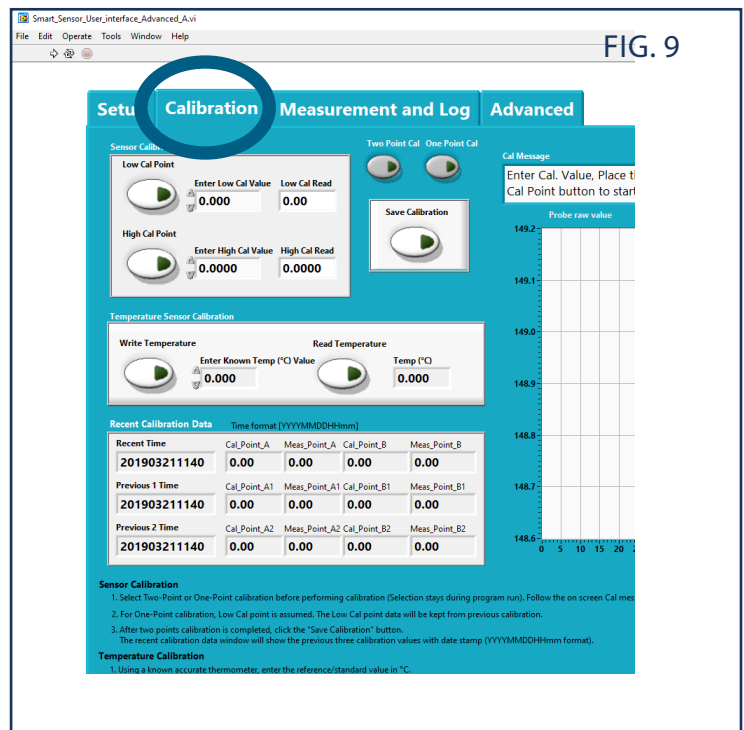 Smart_Sensor_User_interface_Advanced_A.vi
File Edit Operate Tools Window Help
FIG. 9
Calibration Measurement and Log Advanced
Two Point Cal One Point Cal
Low Cal Point
Enter Low Cal Value Low Cal Read
0.000 0.00
High Cal Point
Enter High Cal Value High Cal Read
0.0000 0.0000
Save Calibration
Cal Message
Enter Cal. Value, Place
Cal Point button to start
Probe raw value
149.2
149.1
149.0
148.9
148.8
148.7
148.6
0 5 10 15 20
Temperature Sensor Calibration
Write Temperature Read Temperature
Enter Known Temp (°C) Value Temp (°C)
0.000 0.000
Recent Calibration Data Time format [YYYYMMDDHHmm]
Recent Time Cal_Point_A Meas_Point_A Cal_Point_B Meas_Point_B
201903211140 0.00 0.00 0.00 0.00
Previous 1 Time Cal_Point_A1 Meas_Point_A1 Cal_Point_B1 Meas_Point_B1
201903211140 0.00 0.00 0.00 0.00
Previous 2 Time Cal_Point_A2 Meas_Point_A2 Cal_Point_B2 Meas_Point_B2
201903211140 0.00 0.00 0.00 0.00
Sensor Calibration
1. Select Two-Point or One-Point calibration before performing calibration (Selection stays during program run). Follow the on screen Cal
2. For One-Point calibration, Low Cal point is assumed. The Low Cal point data will be kept from previous calibration.
3. After two points calibration is completed, click the "Save Calibration" button.
The recent calibration data window will show the previous three calibration values with date stamp (YYYYMMDDHHmm format).
Temperature Calibration
1. Using a known accurate thermometer, enter the reference/standard value in °C.